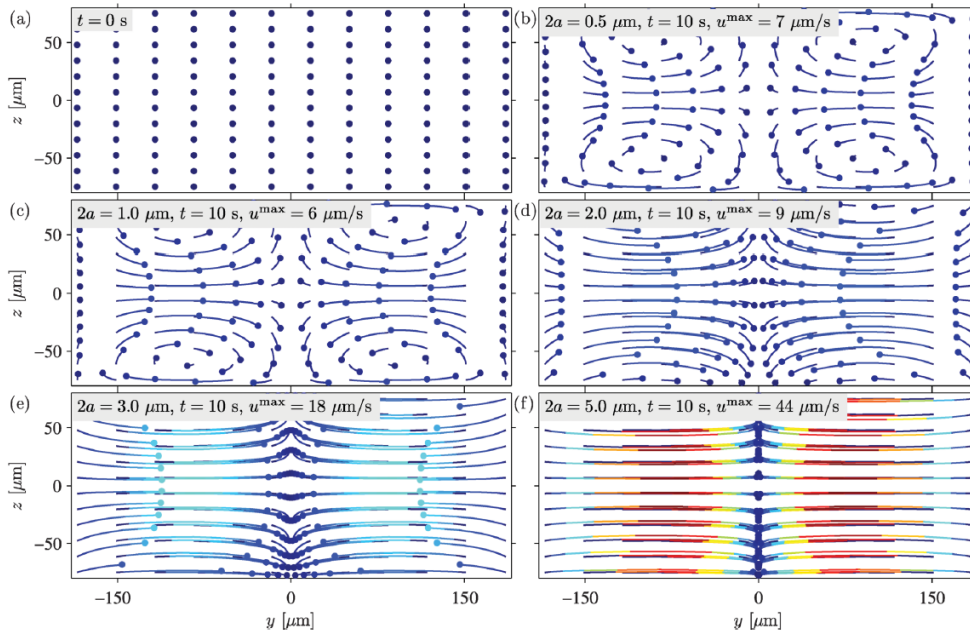 (a) t = 0 s
(b) 2a = 0.5 μm, t = 10 s, u^max = 7 μm/s
50
0
−50
z [μm]
(c) 2a = 1.0 μm, t = 10 s, u^max = 6 μm/s
(d) 2a = 2.0 μm, t = 10 s, u^max = 9 μm/s
50
0
−50
z [μm]
(e) 2a = 3.0 μm, t = 10 s, u^max = 18 μm/s
(f) 2a = 5.0 μm, t = 10 s, u^max = 44 μm/s
50
0
−50
z [μm]
−150 0 150
−150 0 150
y [μm]
y [μm]